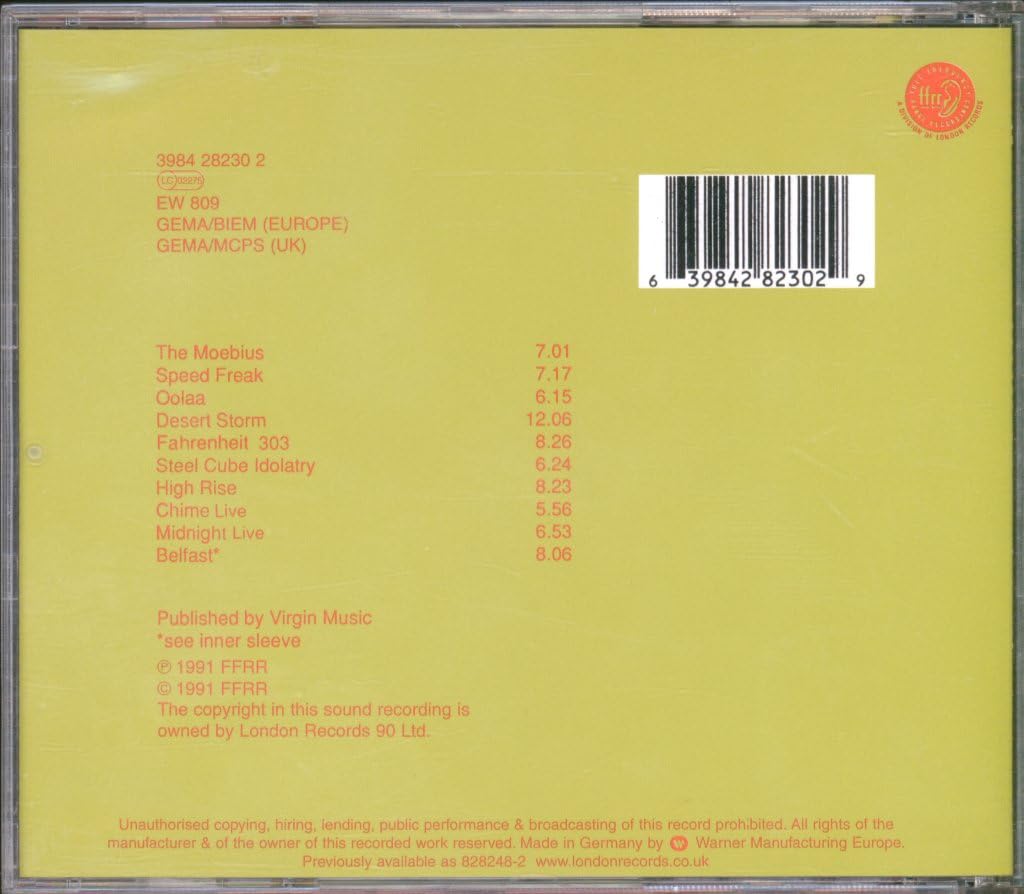 ffrr
A DIVISION OF LONDON RECORDS
3984 28230 2
LC 03275
EW 809
GEMA/BIEM (EUROPE)
GEMA/MCPS (UK)
6 39842 82302 9
The Moebius 7.01
Speed Freak 7.17
Oolaa 6.15
Desert Storm 12.06
Fahrenheit 303 8.26
Steel Cube Idolatry 6.24
High Rise 8.23
Chime Live 5.56
Midnight Live 6.53
Belfast* 8.06
Published by Virgin Music
*see inner sleeve
℗ 1991 FFRR
© 1991 FFRR
The copyright in this sound recording is
owned by London Records 90 Ltd.
Unauthorised copying, hiring, lending, public performance & broadcasting of this record prohibited. All rights of the
manufacturer & of the owner of this recorded work reserved. Made in Germany by Warner Manufacturing Europe.
Previously available as 828248-2 www.londonrecords.co.uk